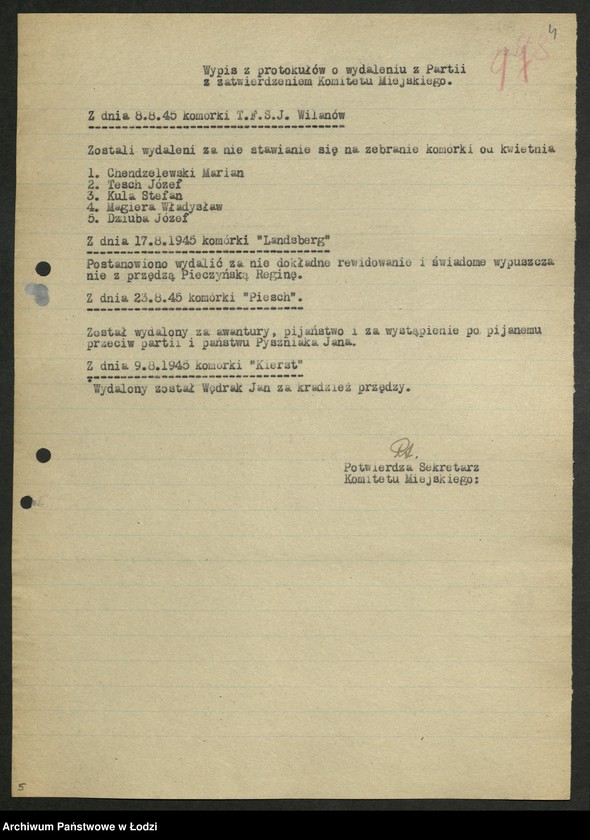 4
Wypis z protokułów o wydaleniu z Partii
z zatwierdzeniem Komitetu Miejskiego.
Z dnia 8.8.45 komórki T.F.S.J. Wilanów
Zostali wydaleni za nie stawianie się na zebranie komorki od kwietnia
1. Chendzelewski Marian
2. Tesch Józef
3. Kula Stefan
4. Magiera Władysław
5. Dziuba Józef
Z dnia 17.8.1945 komórki "Landsberg"
Postanowiono wydalić za nie dokładne rewidowanie i świadome wypuszcza
nie z przędzą Pieczyńską Reginę.
Z dnia 23.8.45 komórki "Piesch".
Został wydalony za awantury, pijaństwo i za wystąpienie po pijanemu
przeciw partii i państwu Pyszniaka Jana.
Z dnia 9.8.1945 komórki "Kierst"
Wydalony został Wędrak Jan za kradzież przędzy.
Potwierdza Sekretarz
Komitetu Miejskiego:
5
Archiwum Państwowe w Łodzi